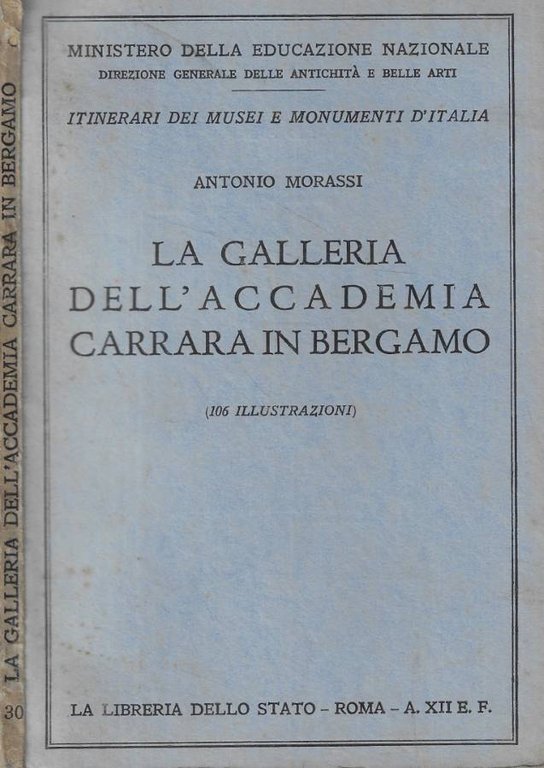 MINISTERO DELLA EDUCAZIONE NAZIONALE
DIREZIONE GENERALE DELLE ANTICHITÀ E BELLE ARTI
ITINERARI DEI MUSEI E MONUMENTI D'ITALIA
ANTONIO MORASSI
LA GALLERIA
DELL'ACCADEMIA
CARRARA IN BERGAMO
(106 ILLUSTRAZIONI)
LA LIBRERIA DELLO STATO – ROMA – A. XII E. F.
LA GALLERIA DELL'ACCADEMIA CARRARA IN BERGAMO
30